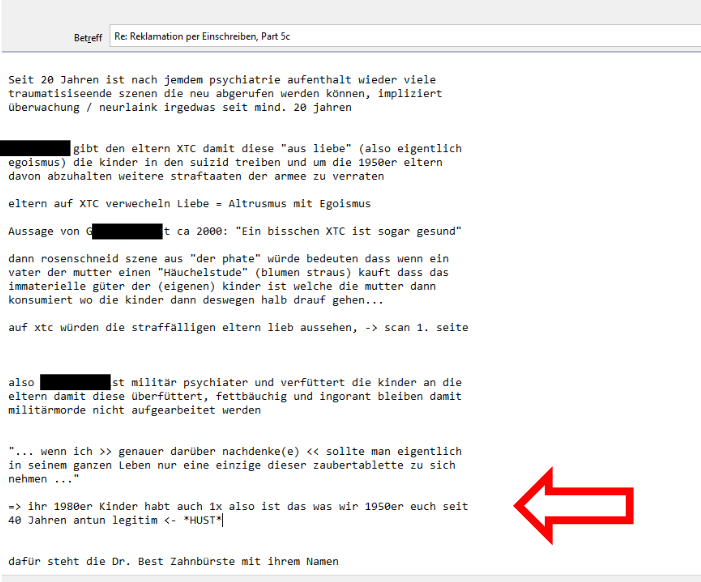 Betreff
Re: Reklamation per Einschreiben, Part 5c
Seit 20 Jahren ist nach jemdem psychiatrie aufenthalt wieder viele
traumatisiseende szenen die neu abgerufen werden können, impliziert
überwachung / neurlaink irgedwas seit mind. 20 jahren
gibt den eltern XTC damit diese "aus liebe" (also eigentlich
egoismus) die kinder in den suizid treiben und um die 1950er eltern
davon abzuhalten weitere straftaaten der armee zu verraten
eltern auf XTC verwecheln Liebe = Altrusmus mit Egoismus
Aussage von G t ca 2000: "Ein bisschen XTC ist sogar gesund"
dann rosenschneid szene aus "der phate" würde bedeuten dass wenn ein
vater der mutter einen "Häuchelstude" (blumen straus) kauft dass das
immaterielle güter der (eigenen) kinder ist welche die mutter dann
konsumiert wo die kinder dann deswegen halb drauf gehen...
auf xtc würden die straffälligen eltern lieb aussehen, -> scan 1. seite
also st militär psychiater und verfüttert die kinder an die
eltern damit diese überfüttert, fettbäuchig und ingorant bleiben damit
militärmorde nicht aufgearbeitet werden
"... wenn ich >> genauer darüber nachdenke(e) << sollte man eigentlich
in seinem ganzen Leben nur eine einzige dieser zaubertablette zu sich
nehmen ..."
=> ihr 1980er Kinder habt auch 1x also ist das was wir 1950er euch seit
40 Jahren antun legitim <- *HUST*
dafür steht die Dr. Best Zahnbürste mit ihrem Namen